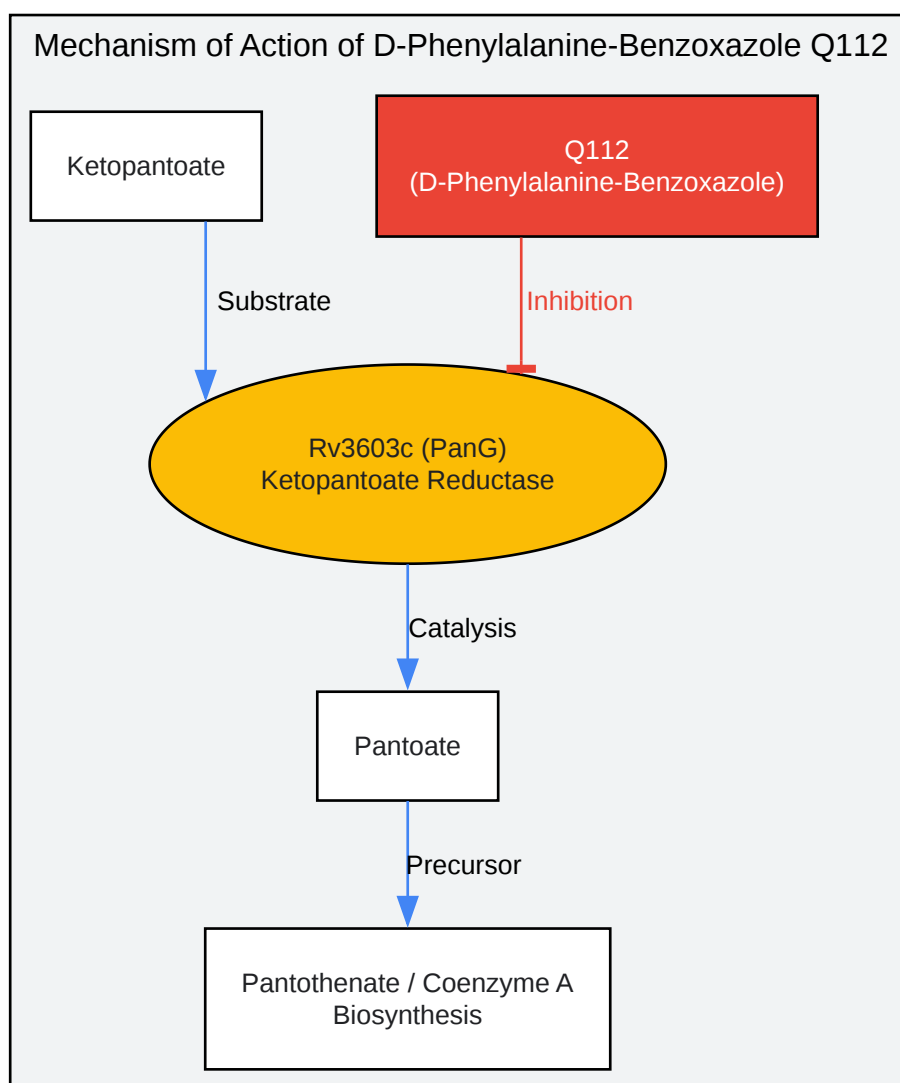 Mechanism of Action of D-Phenylalanine-Benzoxazole Q112
Ketopantoate
Q112
(D-Phenylalanine-Benzoxazole)
Substrate
Inhibition
Rv3603c (PanG)
Ketopantoate Reductase
Catalysis
Pantoate
Precursor
Pantothenate / Coenzyme A
Biosynthesis